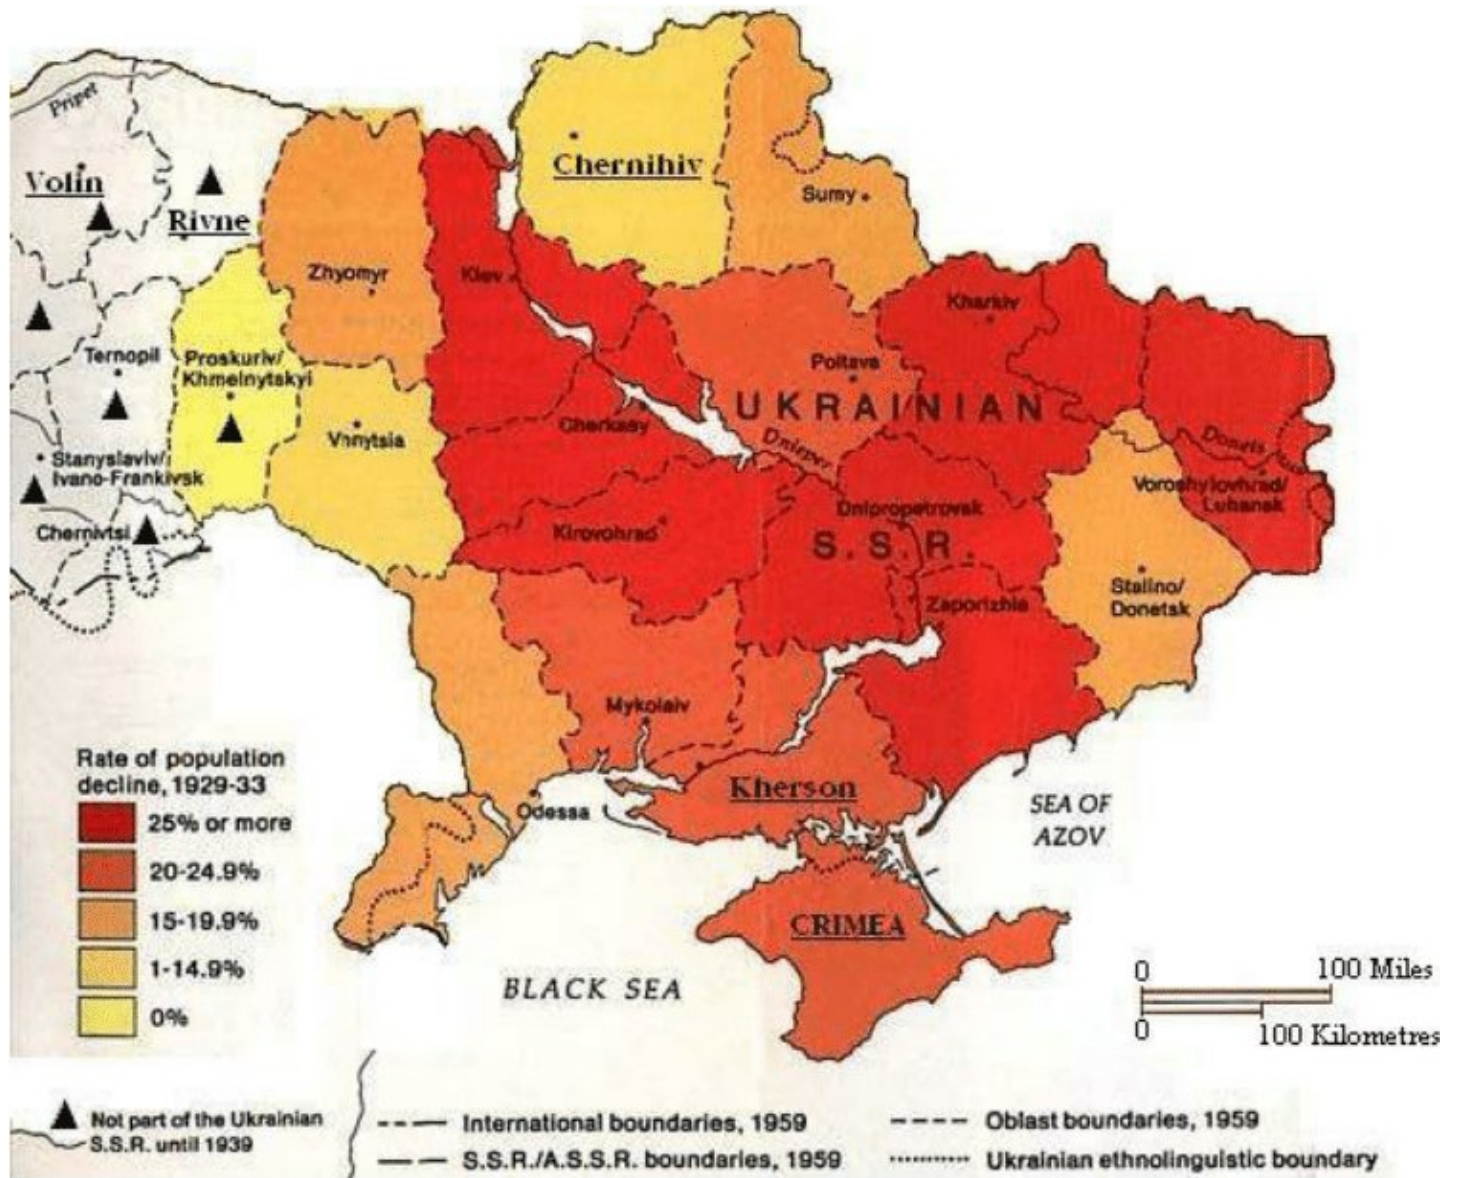 Pripet
Volin
Rivne
Chernihiv
Sumy
Zhyomyr
Kiev
Kharkiv
Ternopil
Proskuriv/
Khmelnytskyi
Poltava
UKRAINIAN
Vnnytsia
Cherkasy
Dnieper
Donets
Stanyslaviv/
Ivano-Frankivsk
Voroshylovhrad/
Luhansk
Chernivtsi
Kirovohrad
Dnipropetrovsk
S. S. R.
Zaporizhia
Stalino/
Donetsk
Mykolaiv
Rate of population
decline, 1929-33
25% or more
20-24.9%
15-19.9%
1-14.9%
0%
Kherson
Odessa
SEA OF
AZOV
CRIMEA
BLACK SEA
0 100 Miles
0 100 Kilometres
Not part of the Ukrainian
S.S.R. until 1939
International boundaries, 1959
S.S.R./A.S.S.R. boundaries, 1959
Oblast boundaries, 1959
Ukrainian ethnolinguistic boundary